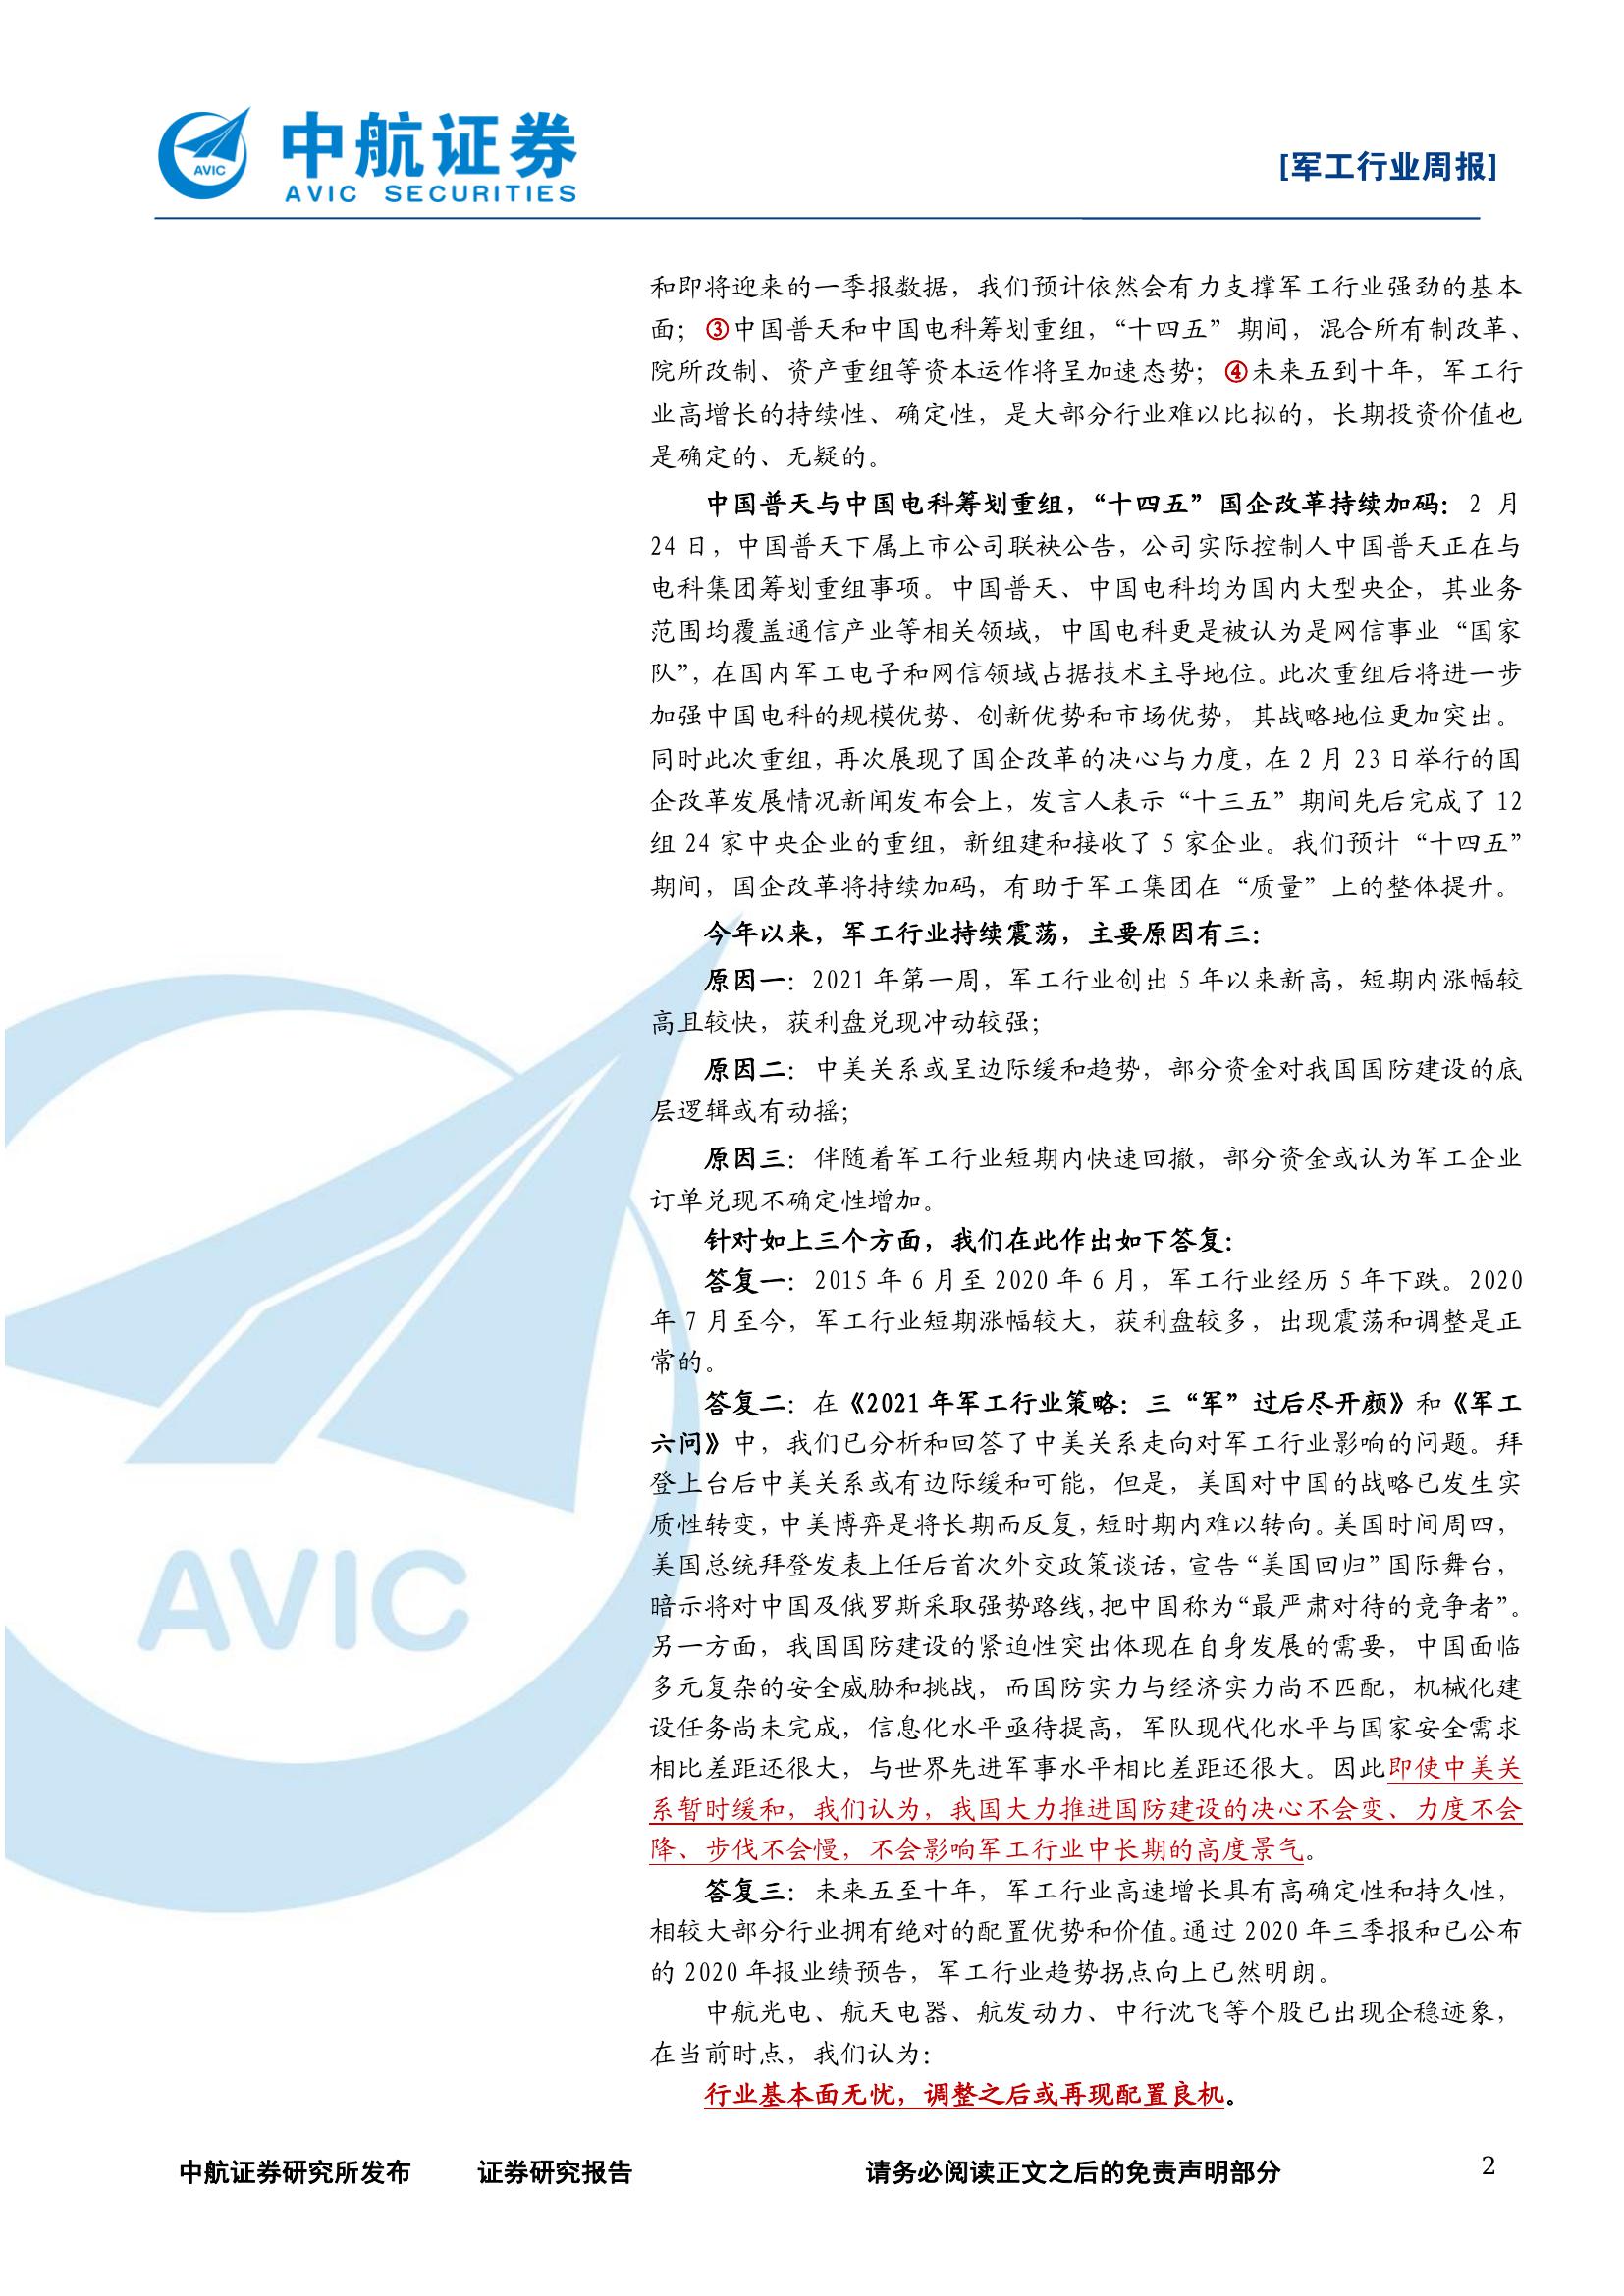 中航证券
AVIC SECURITIES
AVIC
[军工行业周报]
和即将迎来的一季报数据，我们预计依然会有力支撑军工行业强劲的基本
面；③中国普天和中国电科筹划重组，“十四五”期间，混合所有制改革、
院所改制、资产重组等资本运作将呈加速态势；④未来五到十年，军工行
业高增长的持续性、确定性，是大部分行业难以比拟的，长期投资价值也
是确定的、无疑的。
中国普天与中国电科筹划重组，“十四五”国企改革持续加码：2 月
24 日，中国普天下属上市公司联袂公告，公司实际控制人中国普天正在与
电科集团筹划重组事项。中国普天、中国电科均为国内大型央企，其业务
范围均覆盖通信产业等相关领域，中国电科更是被认为是网信事业“国家
队”，在国内军工电子和网信领域占据技术主导地位。此次重组后将进一步
加强中国电科的规模优势、创新优势和市场优势，其战略地位更加突出。
同时此次重组，再次展现了国企改革的决心与力度，在 2 月 23 日举行的国
企改革发展情况新闻发布会上，发言人表示“十三五”期间先后完成了 12
组 24 家中央企业的重组，新组建和接收了 5 家企业。我们预计“十四五”
期间，国企改革将持续加码，有助于军工集团在“质量”上的整体提升。
今年以来，军工行业持续震荡，主要原因有三：
原因一：2021 年第一周，军工行业创出 5 年以来新高，短期内涨幅较
高且较快，获利盘兑现冲动较强；
原因二：中美关系或呈边际缓和趋势，部分资金对我国国防建设的底
层逻辑或有动摇；
原因三：伴随着军工行业短期内快速回撤，部分资金或认为军工企业
订单兑现不确定性增加。
针对如上三个方面，我们在此作出如下答复：
答复一：2015 年 6 月至 2020 年 6 月，军工行业经历 5 年下跌。2020
年 7 月至今，军工行业短期涨幅较大，获利盘较多，出现震荡和调整是正
常的。
答复二：在《2021 年军工行业策略：三“军”过后尽开颜》和《军工
六问》中，我们已分析和回答了中美关系走向对军工行业影响的问题。拜
登上台后中美关系或有边际缓和可能，但是，美国对中国的战略已发生实
质性转变，中美博弈是将长期而反复，短时期内难以转向。美国时间周四，
美国总统拜登发表上任后首次外交政策谈话，宣告“美国回归”国际舞台，
暗示将对中国及俄罗斯采取强势路线，把中国称为“最严肃对待的竞争者”。
另一方面，我国国防建设的紧迫性突出体现在自身发展的需要，中国面临
多元复杂的安全威胁和挑战，而国防实力与经济实力尚不匹配，机械化建
设任务尚未完成，信息化水平亟待提高，军队现代化水平与国家安全需求
相比差距还很大，与世界先进军事水平相比差距还很大。因此即使中美关
系暂时缓和，我们认为，我国大力推进国防建设的决心不会变、力度不会
降、步伐不会慢，不会影响军工行业中长期的高度景气。
答复三：未来五至十年，军工行业高速增长具有高确定性和持久性，
相较大部分行业拥有绝对的配置优势和价值。通过 2020 年三季报和已公布
的 2020 年报业绩预告，军工行业趋势拐点向上已然明朗。
中航光电、航天电器、航发动力、中行沈飞等个股已出现企稳迹象，
在当前时点，我们认为：
行业基本面无忧，调整之后或再现配置良机。
AVIC
中航证券研究所发布 证券研究报告 请务必阅读正文之后的免责声明部分 2